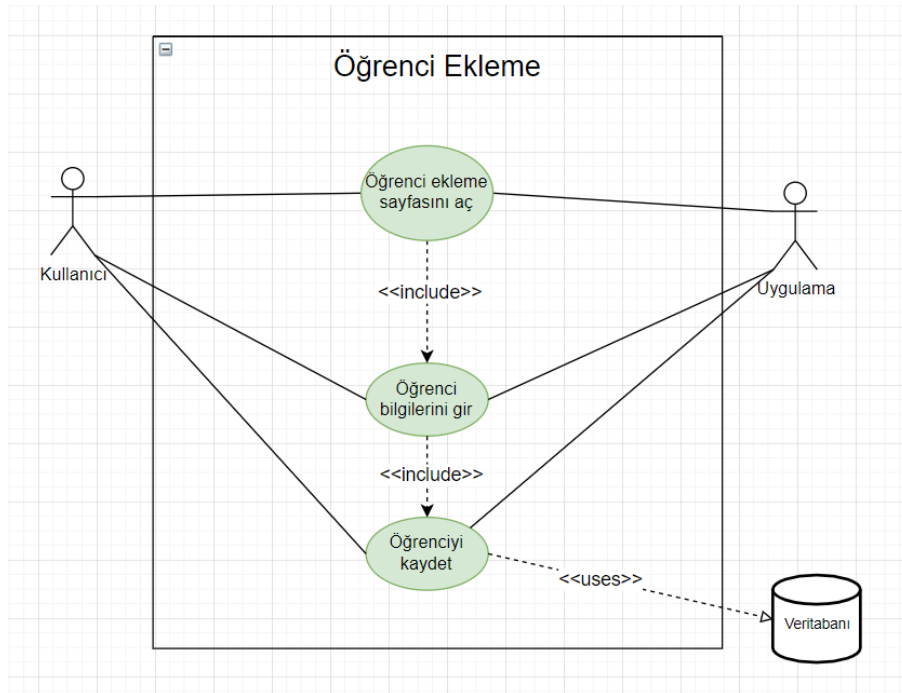 Öğrenci Ekleme
Öğrenci ekleme
sayfasını aç
Kullanıcı
Uygulama
<<include>>
Öğrenci
bilgilerini gir
<<include>>
Öğrenciyi
kaydet
<<uses>>
Veritabanı